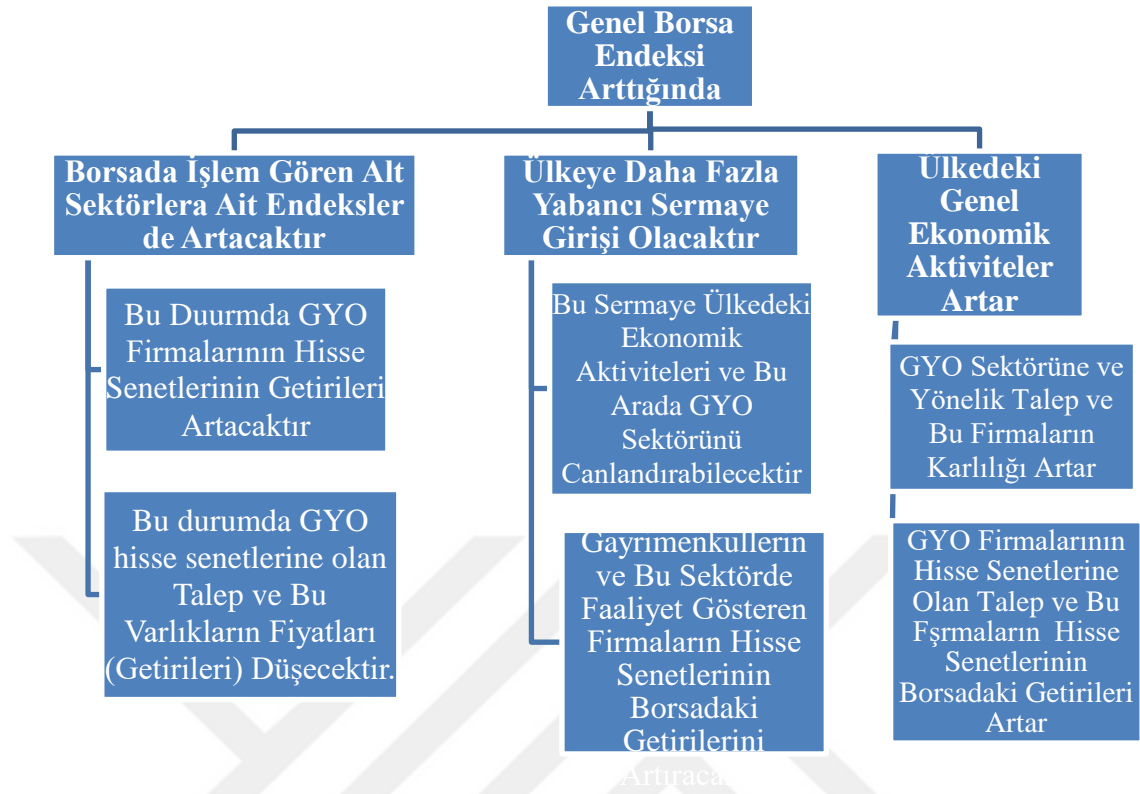 Genel Borsa
Endeksi
Arttığında
Borsada İşlem Gören Alt
Sektörlera Ait Endeksler
de Artacaktır
Bu Duurmda GYO
Firmalarının Hisse
Senetlerinin Getirileri
Artacaktır
Bu durumda GYO
hisse senetlerine olan
Talep ve Bu
Varlıkların Fiyatları
(Getirileri) Düşecektir.
Ülkeye Daha Fazla
Yabancı Sermaye
Girişi Olacaktır
Bu Sermaye Ülkedeki
Ekonomik
Aktiviteleri ve Bu
Arada GYO
Sektörünü
Canlandırabilecektir
Gayrimenkullerin
ve Bu Sektörde
Faaliyet Gösteren
Firmaların Hisse
Senetlerinin
Borsadaki
Getirilerini
Ülkedeki
Genel
Ekonomik
Aktiviteler
Artar
GYO Sektörüne ve
Yönelik Talep ve
Bu Firmaların
Karlılığı Artar
GYO Firmalarının
Hisse Senetlerine
Olan Talep ve Bu
Fşrmaların Hisse
Senetlerinin
Borsadaki Getirileri
Artar